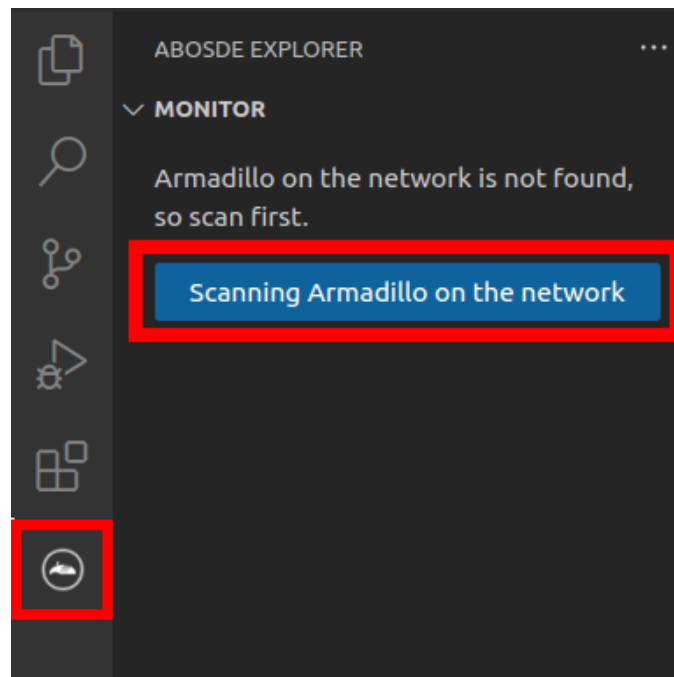 ABOSDE EXPLORER
MONITOR
Armadillo on the network is not found,
so scan first.
Scanning Armadillo on the network